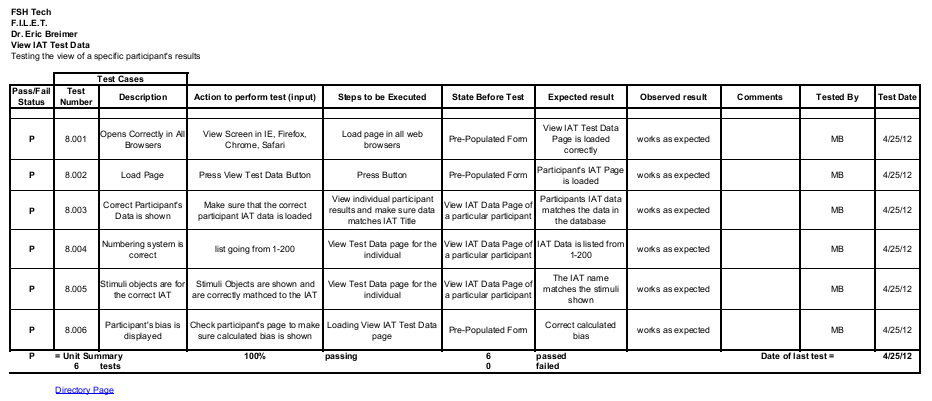 FSH Tech
F.I.L.E.T.
Dr. Eric Breimer
View IAT Test Data
Testing the view of a specific participant's results
Test Cases
Pass/Fail Status | Test Number | Description | Action to perform test (input) | Steps to be Executed | State Before Test | Expected result | Observed result | Comments | Tested By | Test Date
P | 8.001 | Opens Correctly in All Browsers | View Screen in IE, Firefox, Chrome, Safari | Load page in all web browsers | Pre-Populated Form | View IAT Test Data Page is loaded correctly | works as expected | MB | 4/25/12
P | 8.002 | Load Page | Press View Test Data Button | Press Button | Pre-Populated Form | Participant's IAT Page is loaded | works as expected | MB | 4/25/12
P | 8.003 | Correct Participant's Data is shown | Make sure that the correct participant IAT data is loaded | View individual participant results and make sure data matches IAT Title | View IAT Data Page of a particular participant | Participants IAT data matches the data in the database | works as expected | MB | 4/25/12
P | 8.004 | Numbering system is correct | list going from 1-200 | View Test Data page for the individual | View IAT Data Page of a particular participant | IAT Data is listed from 1-200 | works as expected | MB | 4/25/12
P | 8.005 | Stimuli objects are for the correct IAT | Stimuli Objects are shown and are correctly mathced to the IAT | View Test Data page for the individual | View IAT Data Page of a particular participant | The IAT name matches the stimuli shown | works as expected | MB | 4/25/12
P | 8.006 | Participant's bias is displayed | Check participant's page to make sure calculated bias is shown | Loading View IAT Test Data page | Pre-Populated Form | Correct calculated bias | works as expected | MB | 4/25/12
P = Unit Summary 100% passing 6 passed Date of last test = 4/25/12
6 tests 0 failed
Directory Page